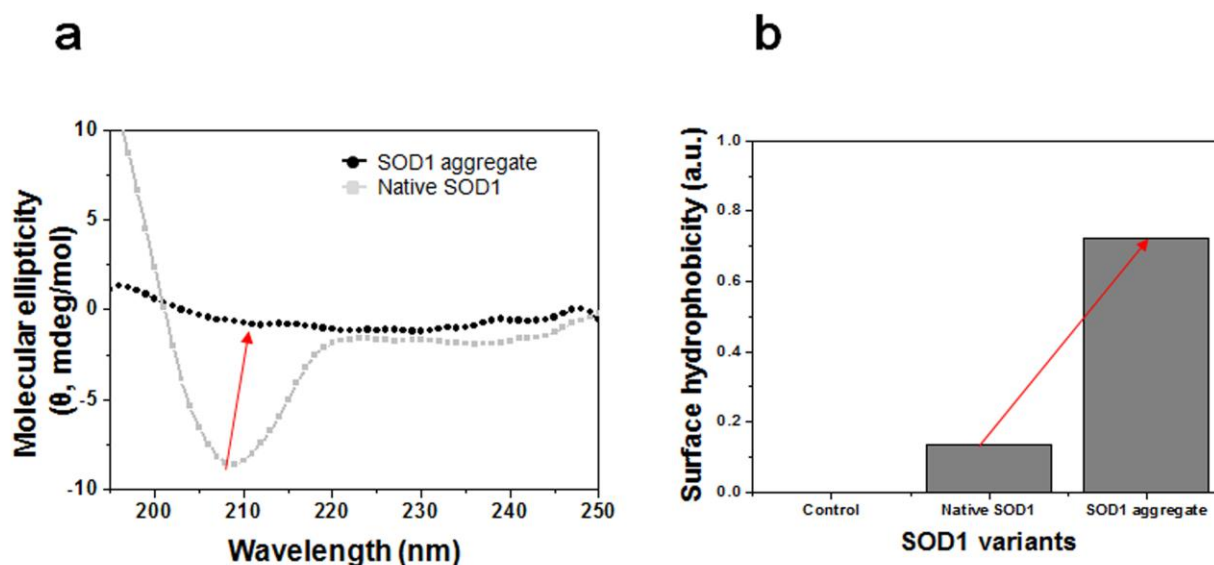 a
b
10
5
0
-5
-10
Molecular ellipticity
(θ, mdeg/mol)
SOD1 aggregate
Native SOD1
200
210
220
230
240
250
Wavelength (nm)
1.0
0.8
0.6
0.4
0.2
0.0
Surface hydrophobicity (a.u.)
Control
Native SOD1
SOD1 aggregate
SOD1 variants